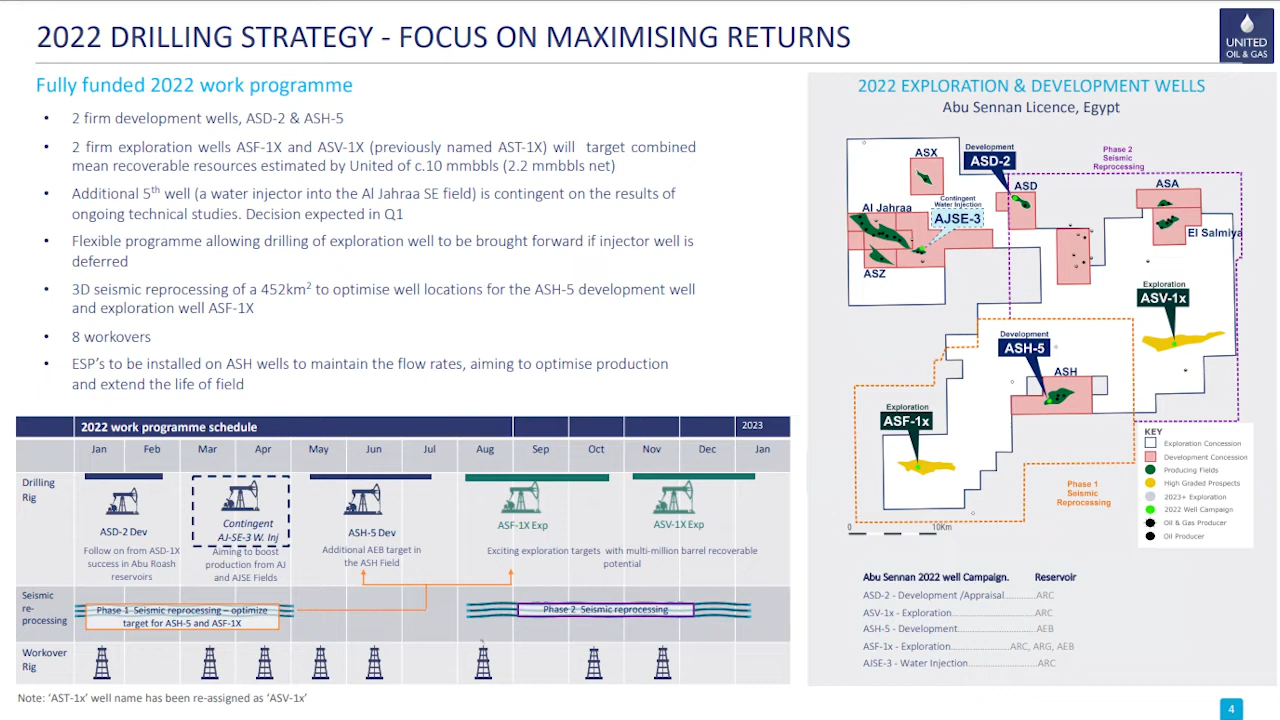 2022 DRILLING STRATEGY - FOCUS ON MAXIMISING RETURNS
UNITED
OIL & GAS
Fully funded 2022 work programme
• 2 firm development wells, ASD-2 & ASH-5
• 2 firm exploration wells ASF-1X and ASV-1X (previously named AST-1X) will target combined
mean recoverable resources estimated by United of c.10 mmbbls (2.2 mmbbls net)
• Additional 5th well (a water injector into the Al Jahraa SE field) is contingent on the results of
ongoing technical studies. Decision expected in Q1
• Flexible programme allowing drilling of exploration well to be brought forward if injector well is
deferred
• 3D seismic reprocessing of a 452km2 to optimise well locations for the ASH-5 development well
and exploration well ASF-1X
• 8 workovers
• ESP's to be installed on ASH wells to maintain the flow rates, aiming to optimise production
and extend the life of field
2022 work programme schedule
2023
Jan Feb Mar Apr May Jun Jul Aug Sep Oct Nov Dec Jan
Drilling
Rig
ASD-2 Dev
Follow on from ASD-1X
success in Abu Roash
reservoirs
Contingent
AJ-SE-3 W. Inj
Aiming to boost
production from AJ
and AJSE Fields
ASH-5 Dev
Additional AEB target in
the ASH Field
ASF-1X Exp
ASV-1X Exp
Exciting exploration targets with multi-million barrel recoverable
potential
Seismic
re-
processing
Phase 1 Seismic reprocessing – optimize
target for ASH-5 and ASF-1X
Phase 2 Seismic reprocessing
Workover
Rig
Note: 'AST-1x' well name has been re-assigned as 'ASV-1x'
2022 EXPLORATION & DEVELOPMENT WELLS
Abu Sennan Licence, Egypt
Phase 2
Seismic
Reprocessing
ASX
Development
ASD-2
ASD
ASA
El Salmiya
Al Jahraa
Contingent
Water Injection
AJSE-3
ASZ
Exploration
ASV-1x
Development
ASH-5
ASH
Exploration
ASF-1x
Phase 1
Seismic
Reprocessing
0 10Km
KEY
Exploration Concession
Development Concession
Producing Fields
High Graded Prospects
2023+ Exploration
2022 Well Campaign
Oil & Gas Producer
Oil Producer
Abu Sennan 2022 well Campaign. Reservoir
ASD-2 - Development /Appraisal............ARC
ASV-1x - Exploration............ARC
ASH-5 - Development............AEB
ASF-1x - Exploration............ARC, ARG, AEB
AJSE-3 - Water Injection............ARC
4